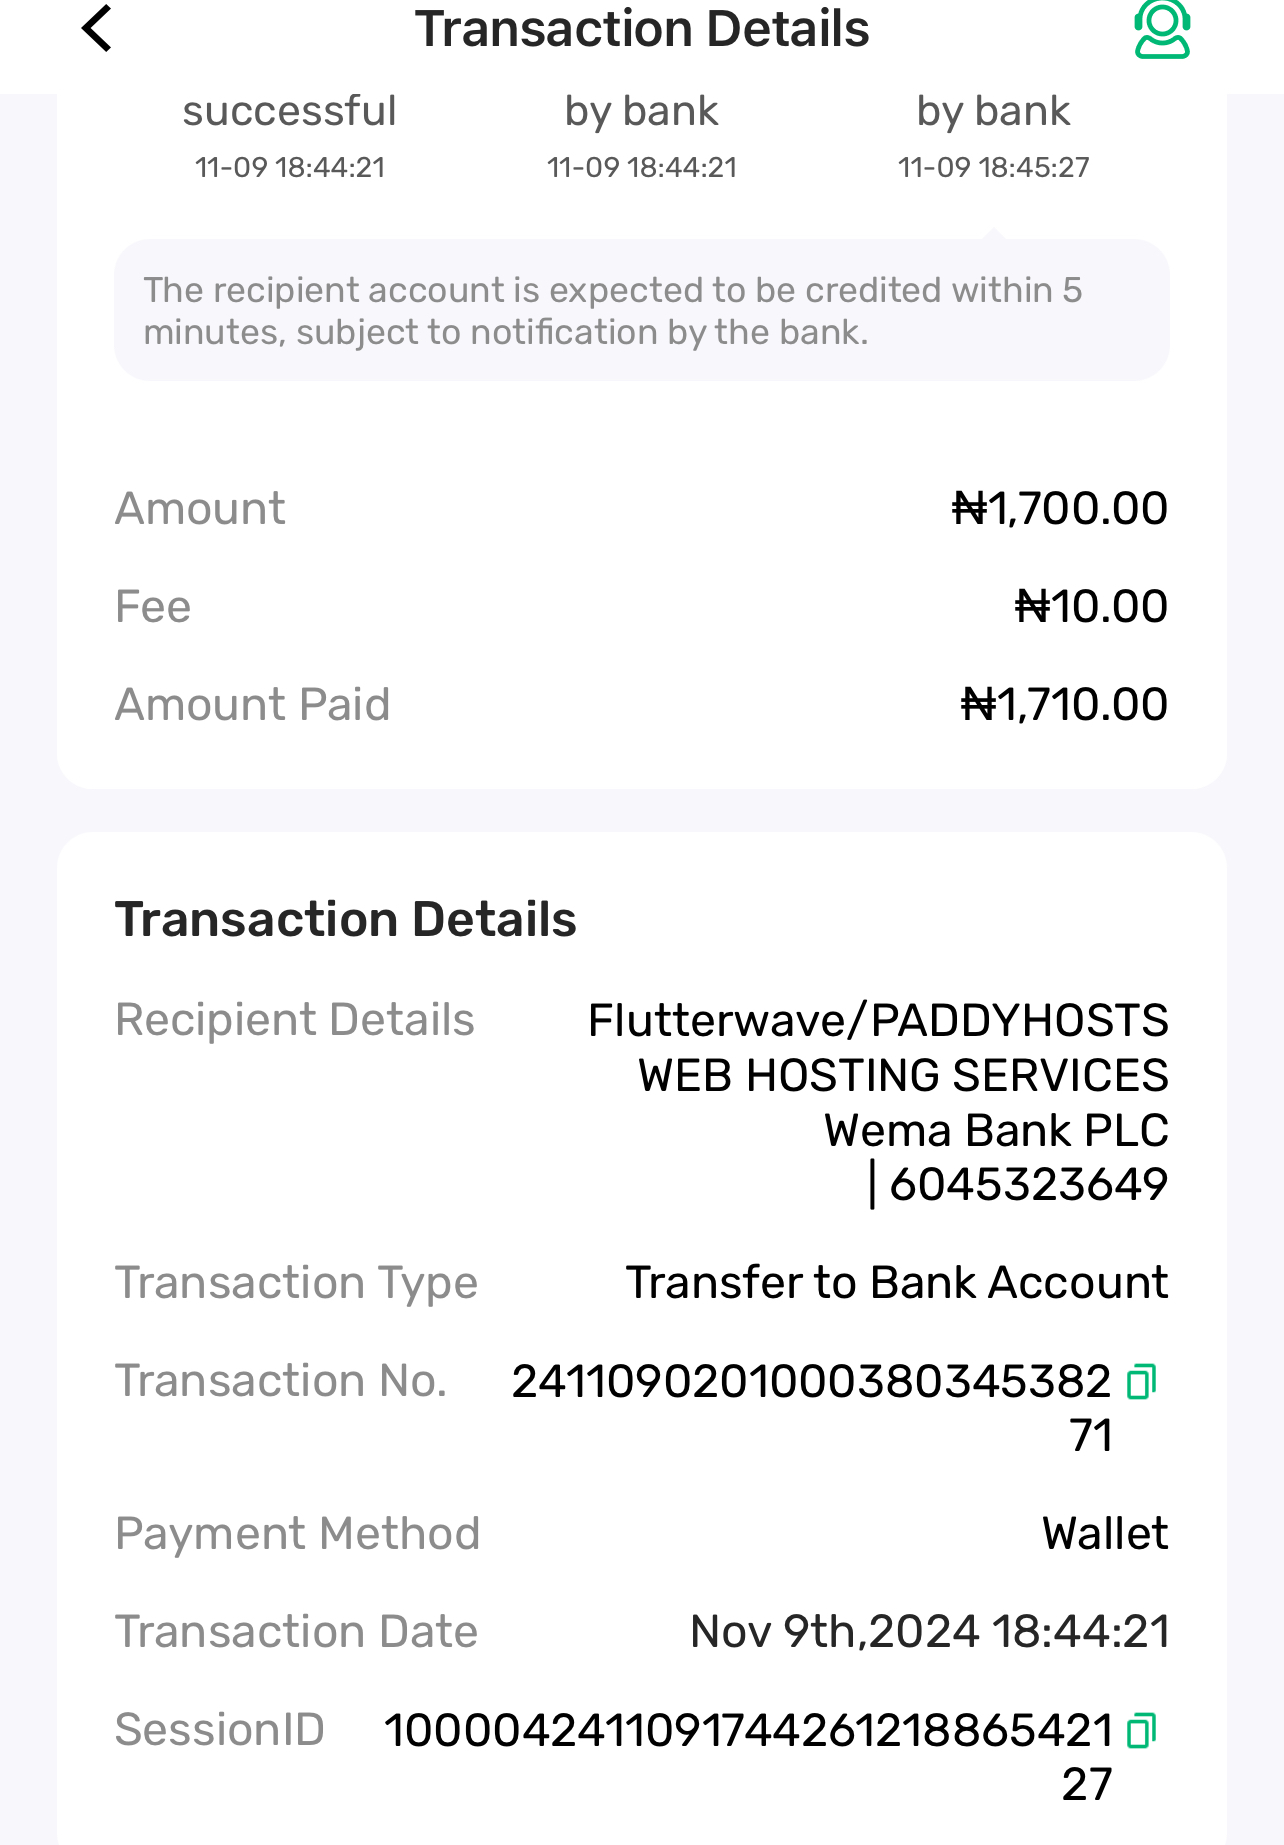 Transaction Details
successful by bank by bank
11-09 18:44:21 11-09 18:44:21 11-09 18:45:27
The recipient account is expected to be credited within 5
minutes, subject to notification by the bank.
Amount ₦1,700.00
Fee ₦10.00
Amount Paid ₦1,710.00
Transaction Details
Recipient Details Flutterwave/PADDYHOSTS
WEB HOSTING SERVICES
Wema Bank PLC
| 6045323649
Transaction Type Transfer to Bank Account
Transaction No. 2411090201000380345382
71
Payment Method Wallet
Transaction Date Nov 9th,2024 18:44:21
SessionID 1000042411091744261218865421
27